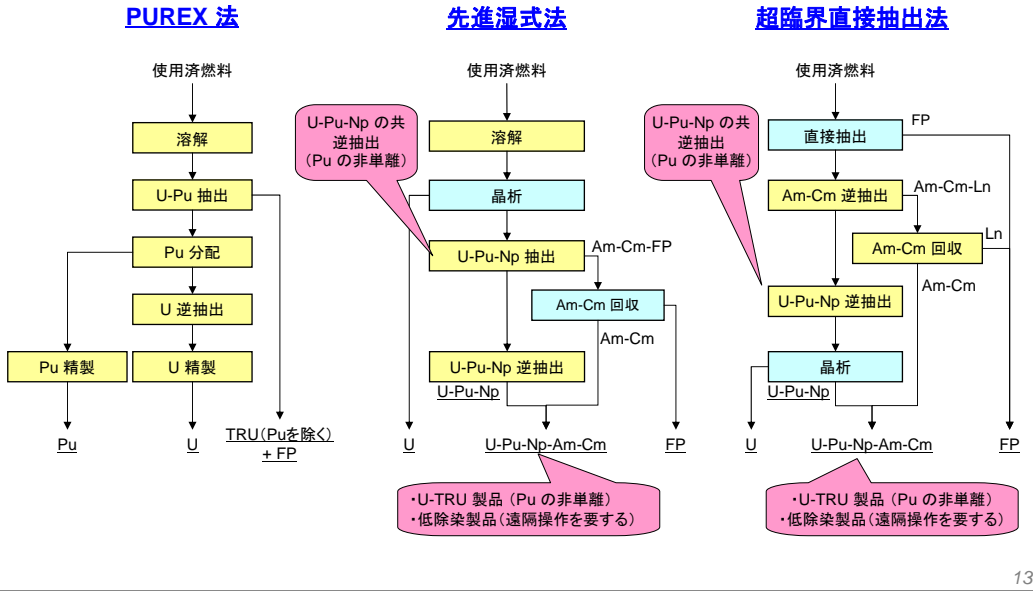 PUREX 法
使用済燃料
溶解
U-Pu 抽出
Pu 分配
U 逆抽出
Pu 精製
U 精製
Pu
U
TRU(Puを除く)
+ FP
先進湿式法
使用済燃料
U-Pu-Np の共
逆抽出
(Pu の非単離)
溶解
晶析
U-Pu-Np 抽出
Am-Cm-FP
Am-Cm 回収
Am-Cm
U-Pu-Np 逆抽出
U-Pu-Np
U
U-Pu-Np-Am-Cm
FP
・U-TRU 製品 (Pu の非単離)
・低除染製品(遠隔操作を要する)
超臨界直接抽出法
使用済燃料
U-Pu-Np の共
逆抽出
(Pu の非単離)
FP
直接抽出
Am-Cm 逆抽出
Am-Cm-Ln
Ln
Am-Cm 回収
Am-Cm
U-Pu-Np 逆抽出
晶析
U-Pu-Np
U
U-Pu-Np-Am-Cm
FP
・U-TRU 製品 (Pu の非単離)
・低除染製品(遠隔操作を要する)
13